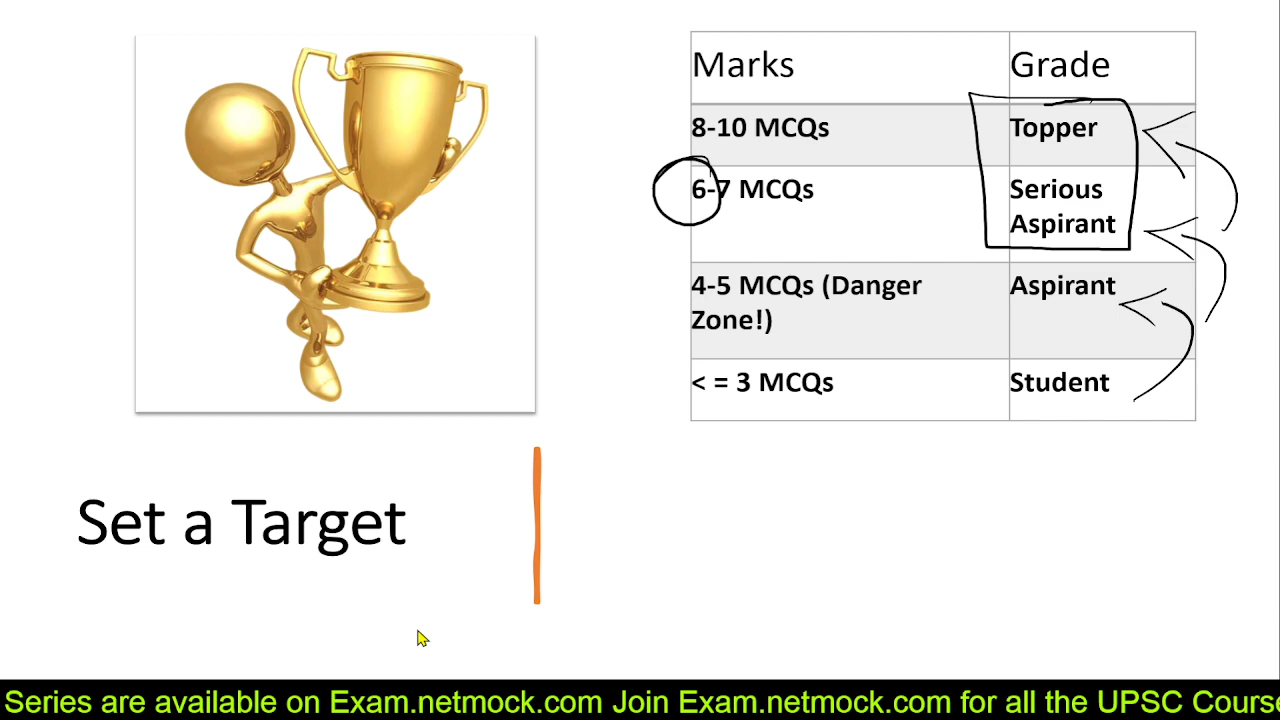 Marks Grade
8-10 MCQs Topper
6-7 MCQs Serious
Aspirant
4-5 MCQs (Danger Aspirant
Zone!)
< = 3 MCQs Student
Set a Target
Series are available on Exam.netmock.com Join Exam.netmock.com for all the UPSC Course